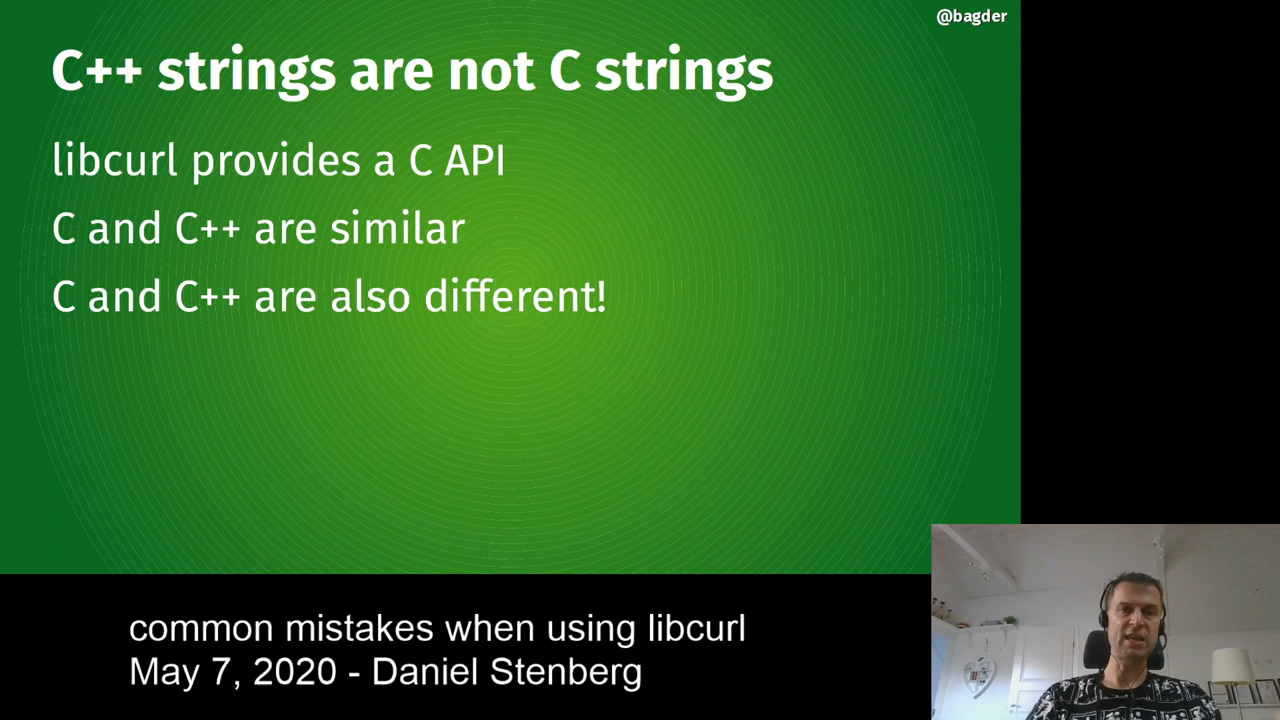 @bagder
C++ strings are not C strings
libcurl provides a C API
C and C++ are similar
C and C++ are also different!
common mistakes when using libcurl
May 7, 2020 - Daniel Stenberg